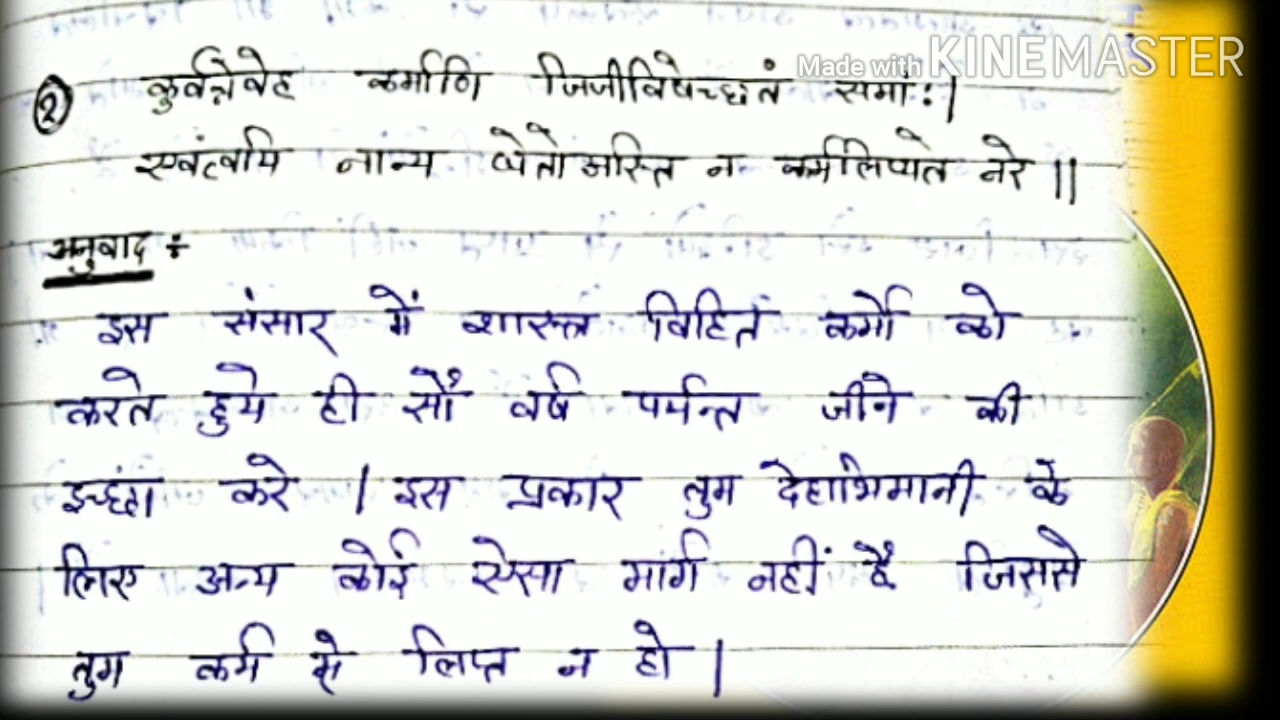 Made with KINEMASTER
② कुर्वन्नेवेह कर्माणि जिजीविषेच्छतं समाः।
एवंत्वयि नान्य थेतोअस्ति न कर्मलिप्यते नरे ॥
अनुवाद ÷
इस संसार में शास्त्र विहित कर्मो को
करते हुये ही सौं वर्ष पर्यन्त जीने की
इच्छा करे । इस प्रकार तुम देहाभिमानी के
लिए अन्य कोई ऐसा मार्ग नहीं है जिससे
तुम कर्म से लिप्त न हो ।